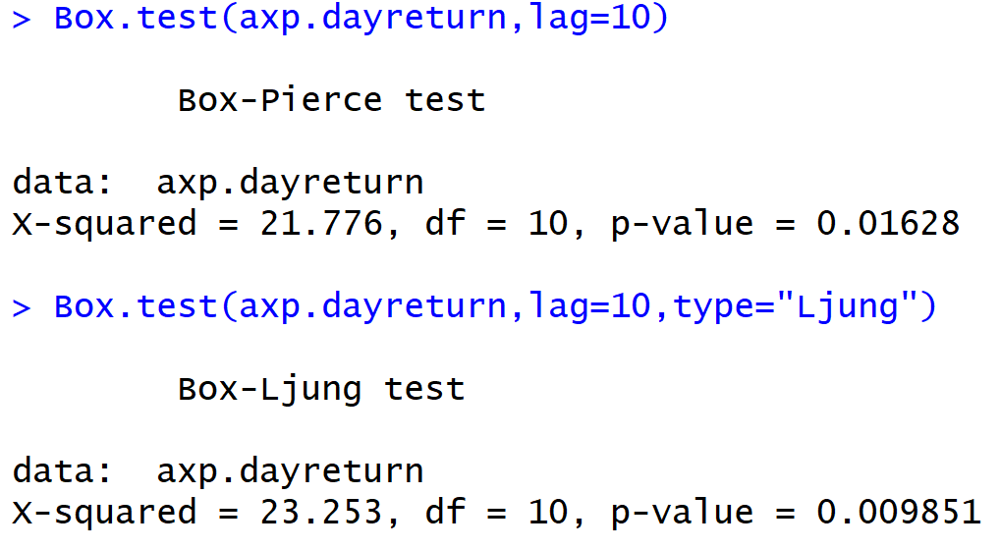 > Box.test(axp.dayreturn,lag=10)
Box-Pierce test
data:  axp.dayreturn
X-squared = 21.776, df = 10, p-value = 0.01628
> Box.test(axp.dayreturn,lag=10,type="Ljung")
Box-Ljung test
data:  axp.dayreturn
X-squared = 23.253, df = 10, p-value = 0.009851